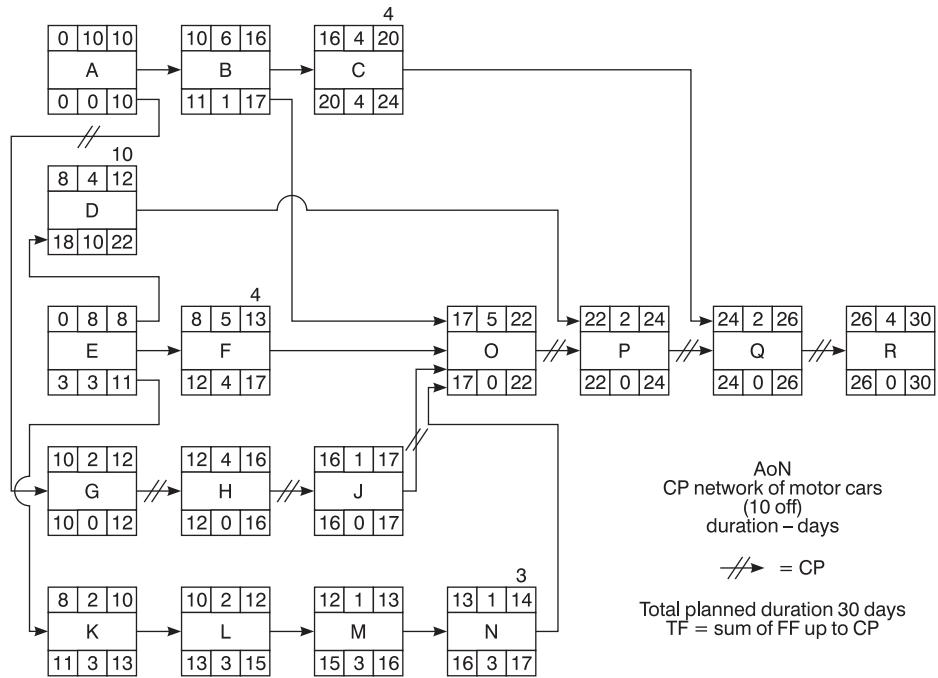 4
0 10 10 10 6 16 16 4 20
A B C
0 0 10 11 1 17 20 4 24
10
8 4 12
D
18 10 22
4
0 8 8 8 5 13 17 5 22 22 2 24 24 2 26 26 4 30
E F O P Q R
3 3 11 12 4 17 17 0 22 22 0 24 24 0 26 26 0 30
10 2 12 12 4 16 16 1 17
G H J
10 0 12 12 0 16 16 0 17
AoN
CP network of motor cars
(10 off)
duration – days
= CP
Total planned duration 30 days
TF = sum of FF up to CP
3
8 2 10 10 2 12 12 1 13 13 1 14
K L M N
11 3 13 13 3 15 15 3 16 16 3 17